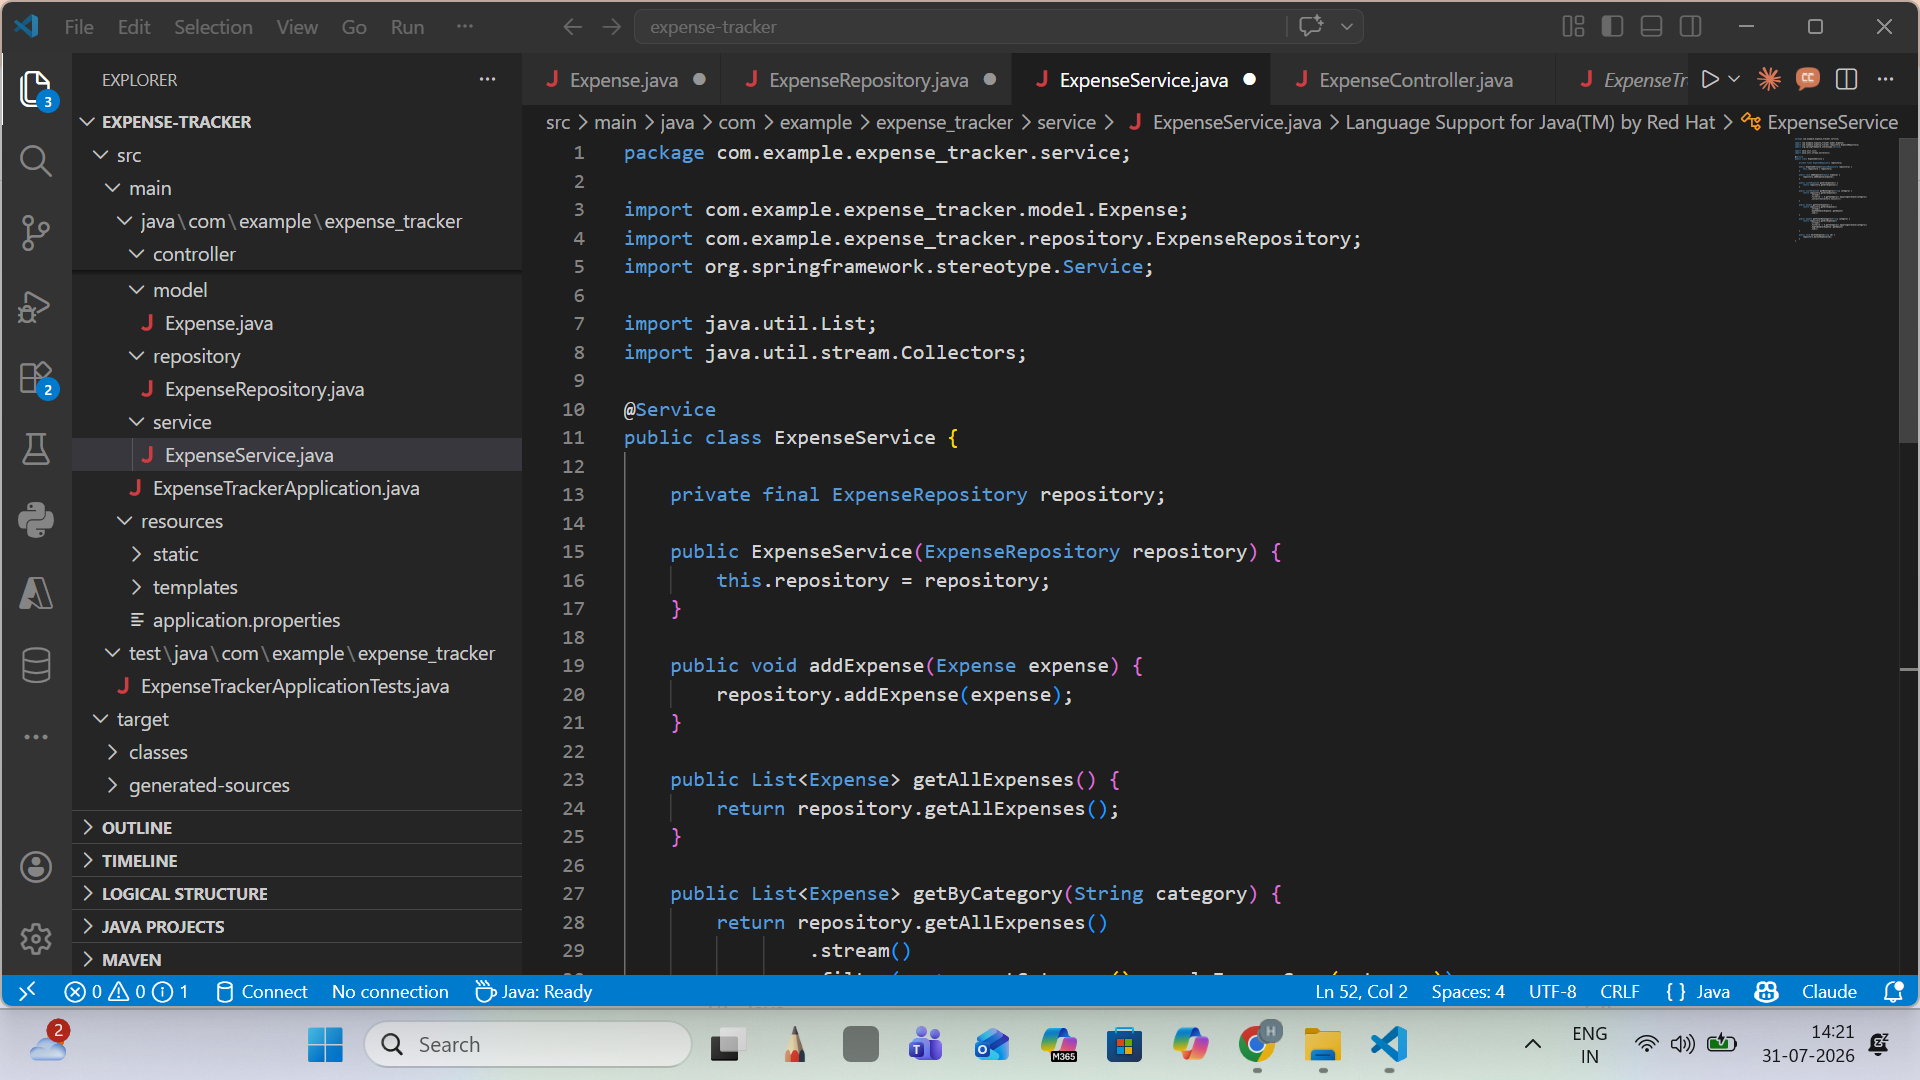 File Edit Selection View Go Run ···
expense-tracker
EXPLORER
3
EXPENSE-TRACKER
src
main
java\com\example\expense_tracker
controller
model
Expense.java
repository
ExpenseRepository.java
service
ExpenseService.java
ExpenseTrackerApplication.java
resources
static
templates
application.properties
test\java\com\example\expense_tracker
ExpenseTrackerApplicationTests.java
target
classes
generated-sources
OUTLINE
TIMELINE
LOGICAL STRUCTURE
JAVA PROJECTS
MAVEN
2
Expense.java ExpenseRepository.java ExpenseService.java ExpenseController.java ExpenseTr
CC
src > main > java > com > example > expense_tracker > service > ExpenseService.java > Language Support for Java(TM) by Red Hat > ExpenseService
1 package com.example.expense_tracker.service;
2
3 import com.example.expense_tracker.model.Expense;
4 import com.example.expense_tracker.repository.ExpenseRepository;
5 import org.springframework.stereotype.Service;
6
7 import java.util.List;
8 import java.util.stream.Collectors;
9
10 @Service
11 public class ExpenseService {
12
13 private final ExpenseRepository repository;
14
15 public ExpenseService(ExpenseRepository repository) {
16 this.repository = repository;
17 }
18
19 public void addExpense(Expense expense) {
20 repository.addExpense(expense);
21 }
22
23 public List<Expense> getAllExpenses() {
24 return repository.getAllExpenses();
25 }
26
27 public List<Expense> getByCategory(String category) {
28 return repository.getAllExpenses()
29 .stream()
0 0 1 Connect No connection Java: Ready
Ln 52, Col 2 Spaces: 4 UTF-8 CRLF { } Java Claude
2
Search
M365
H
ENG
IN
14:21
31-07-2026